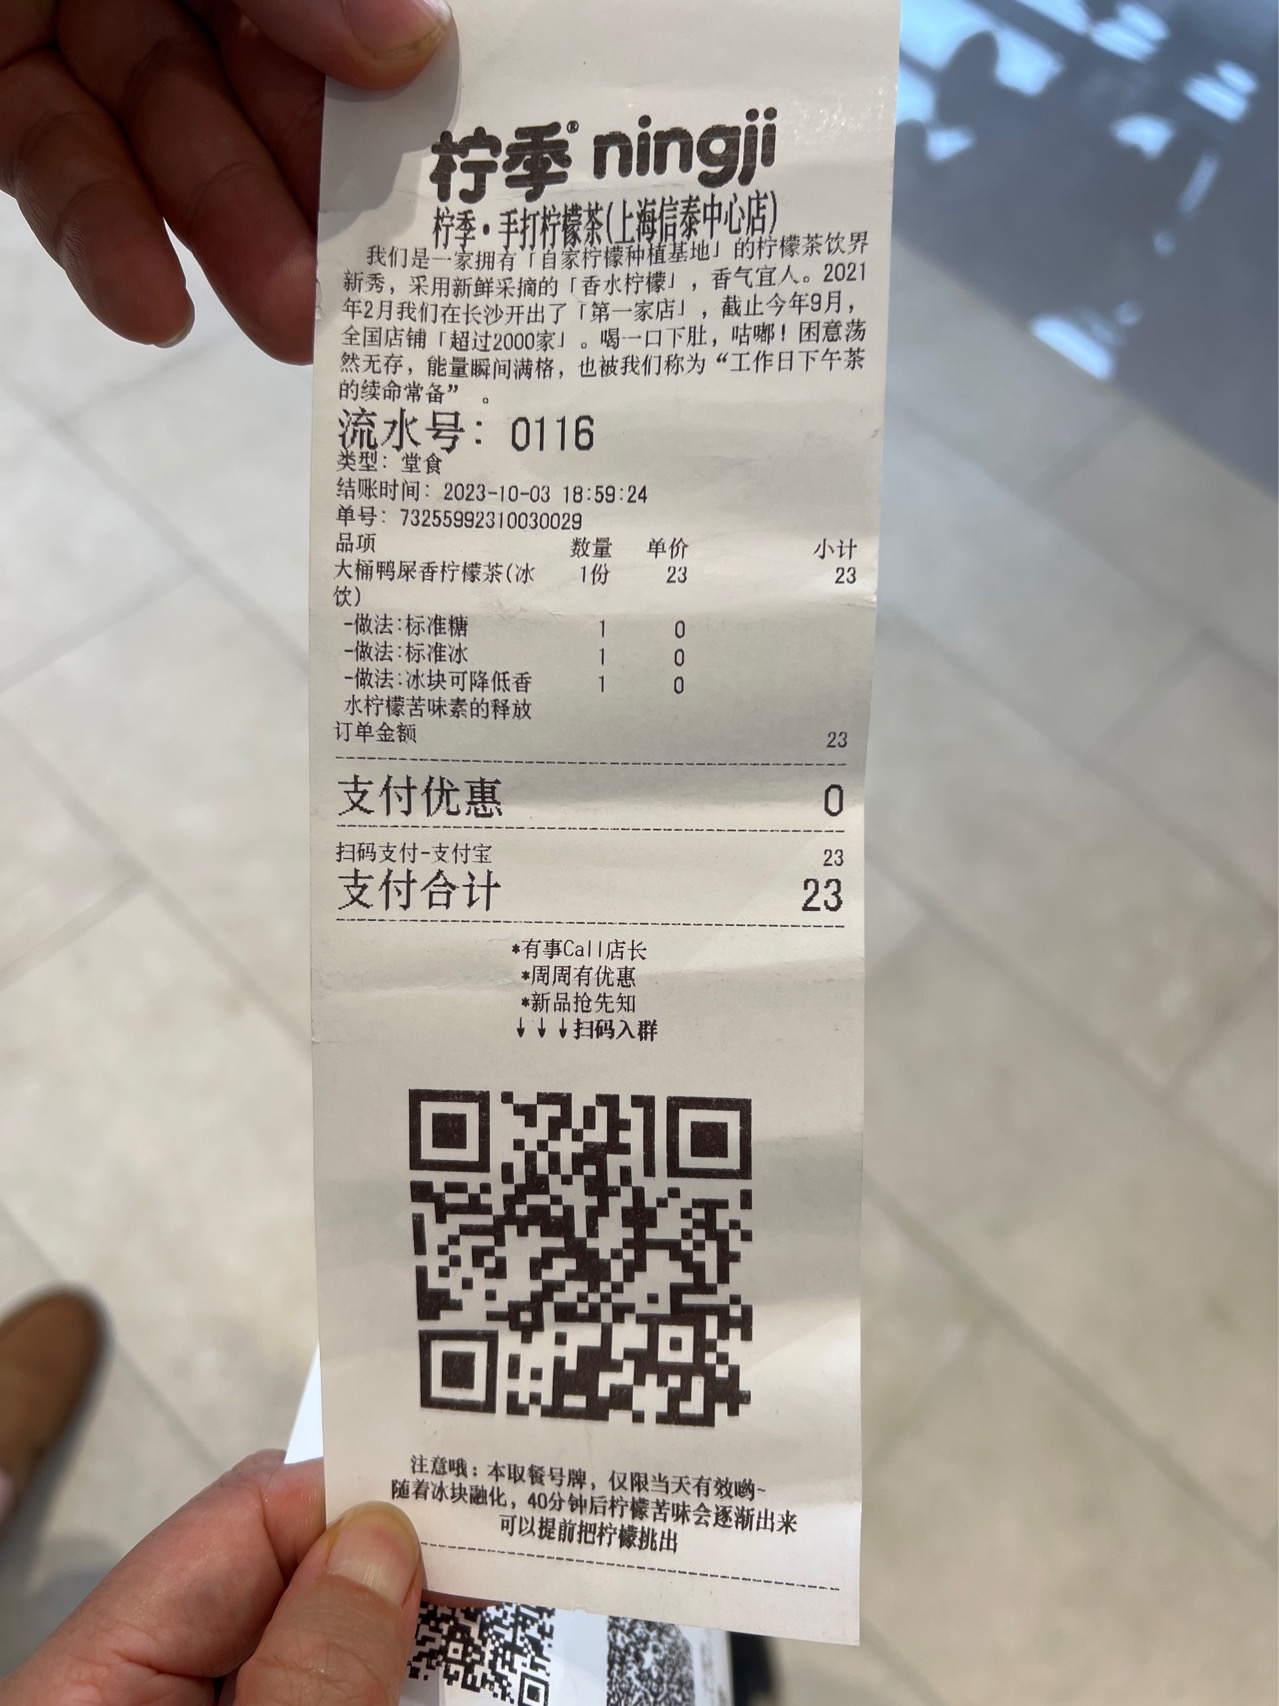 柠季® ningji
柠季·手打柠檬茶(上海信泰中心店)
我们是一家拥有「自家柠檬种植基地」的柠檬茶饮界
新秀，采用新鲜采摘的「香水柠檬」，香气宜人。2021
年2月我们在长沙开出了「第一家店」，截止今年9月，
全国店铺「超过2000家」。喝一口下肚，咕嘟！困意荡
然无存，能量瞬间满格，也被我们称为“工作日下午茶
的续命常备”。
流水号：0116
类型：堂食
结账时间：2023-10-03 18:59:24
单号：73255992310030029
品项 数量 单价 小计
大桶鸭屎香柠檬茶(冰 1份 23 23
饮)
-做法:标准糖 1 0
-做法:标准冰 1 0
-做法:冰块可降低香 1 0
水柠檬苦味素的释放
订单金额 23
支付优惠 0
扫码支付-支付宝 23
支付合计 23
*有事Call店长
*周周有优惠
*新品抢先知
↓↓↓扫码入群
注意哦：本取餐号牌，仅限当天有效哟~
随着冰块融化，40分钟后柠檬苦味会逐渐出来
可以提前把柠檬挑出